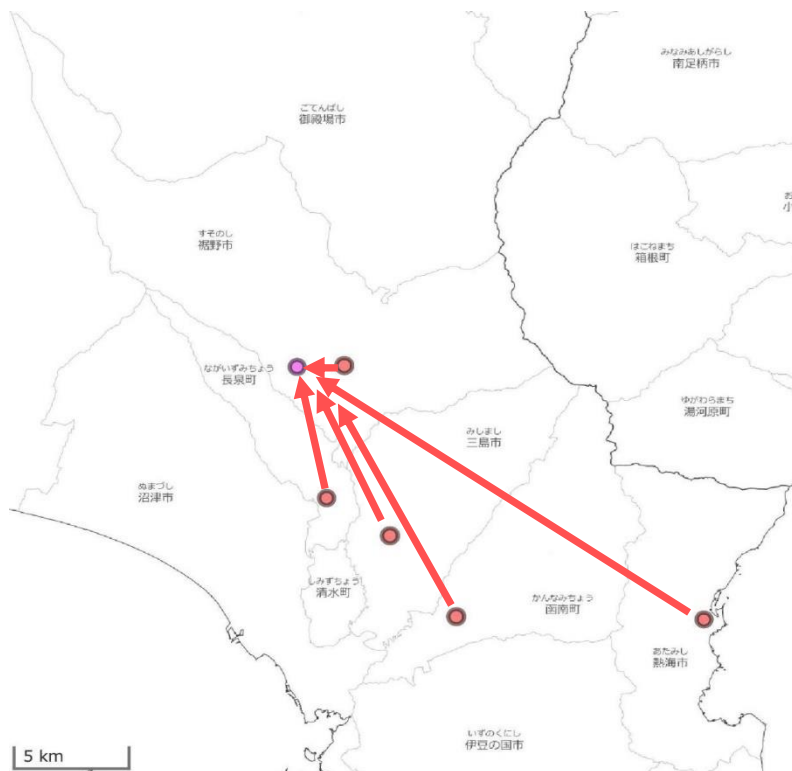 みなみあしがらし
南足柄市
ごてんばし
御殿場市
すそのし
裾野市
はこねまち
箱根町
ながいずみちょう
長泉町
ゆがわらまち
湯河原町
みしまし
三島市
ぬまづし
沼津市
しみずちょう
清水町
かんなみちょう
函南町
あたみし
熱海市
いずのくにし
伊豆の国市
5 km